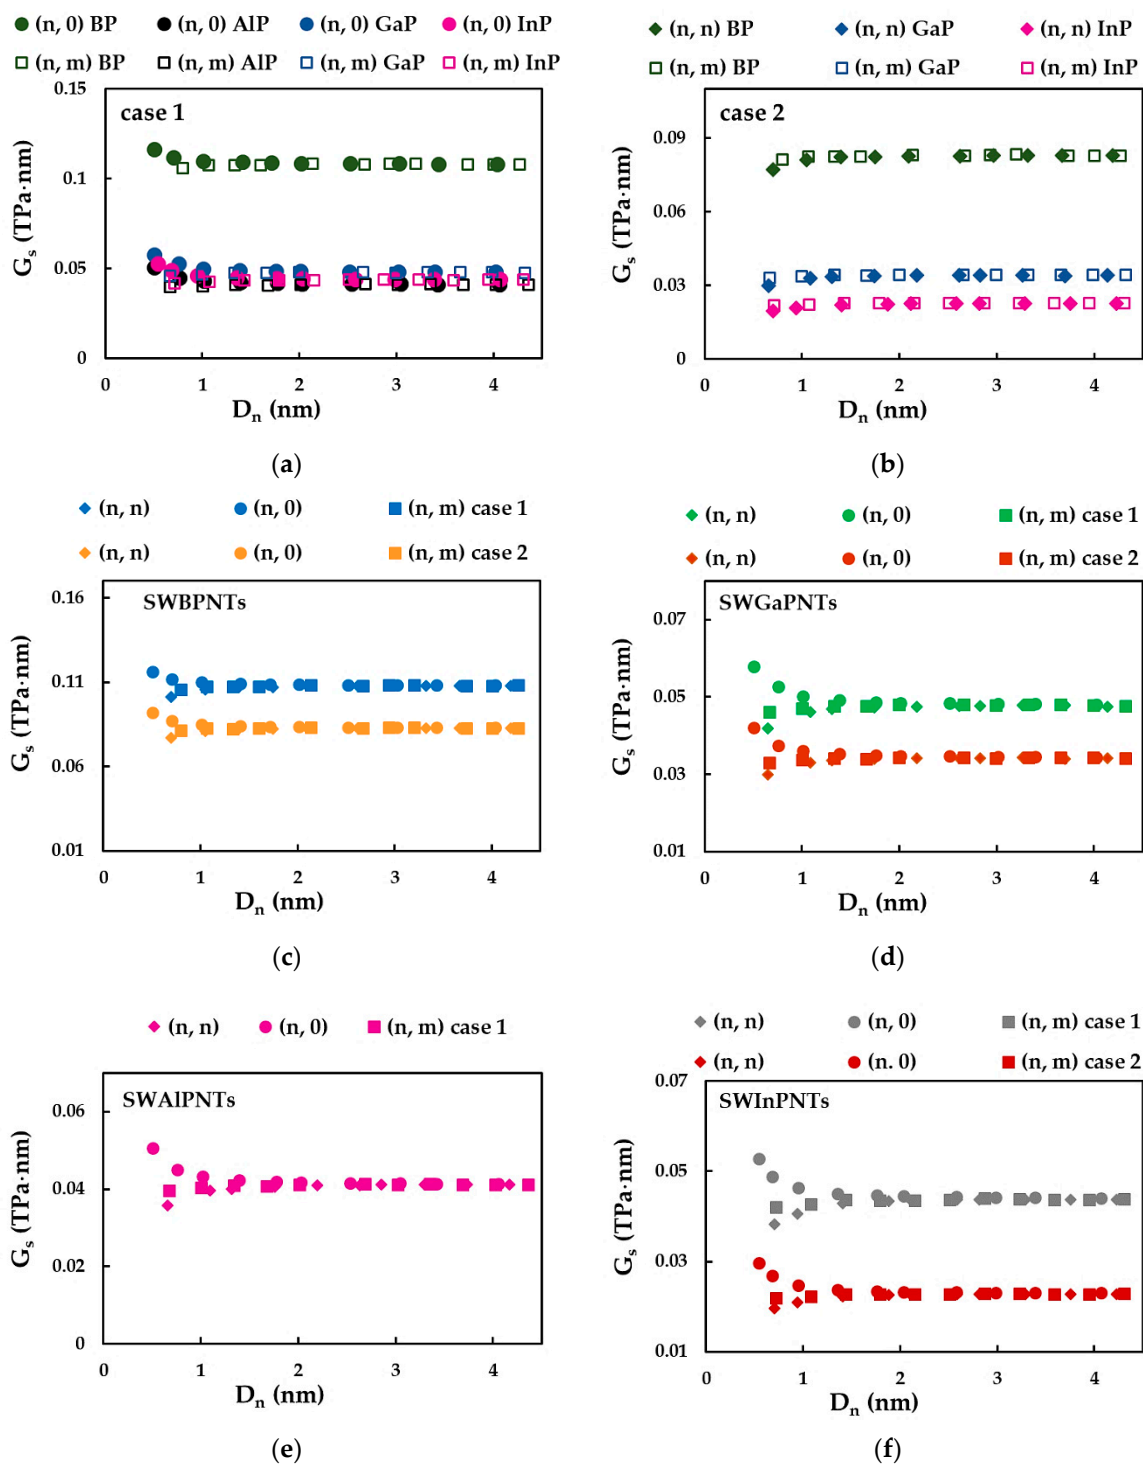 (n, 0) BP (n, 0) AlP (n, 0) GaP (n, 0) InP
(n, m) BP (n, m) AlP (n, m) GaP (n, m) InP
0.15
case 1
0.1
0.05
0
Gs (TPa·nm)
0 1 2 3 4
Dn (nm)
(a)
(n, n) BP (n, n) GaP (n, n) InP
(n, m) BP (n, m) GaP (n, m) InP
case 2
0.09
0.06
0.03
0
Gs (TPa·nm)
0 1 2 3 4
Dn (nm)
(b)
(n, n) (n, 0) (n, m) case 1
(n, n) (n, 0) (n, m) case 2
0.16
SWBPNTs
0.11
0.06
0.01
Gs (TPa·nm)
0 1 2 3 4
Dn (nm)
(c)
(n, n) (n, 0) (n, m) case 1
(n, n) (n, 0) (n, m) case 2
SWGaPNTs
0.07
0.05
0.03
0.01
Gs (TPa·nm)
0 1 2 3 4
Dn (nm)
(d)
(n, n) (n, 0) (n, m) case 1
SWAlPNTs
0.06
0.04
0.02
0
Gs (TPa·nm)
0 1 2 3 4
Dn (nm)
(e)
(n, n) (n, 0) (n, m) case 1
(n, n) (n. 0) (n, m) case 2
0.07
SWInPNTs
0.05
0.03
0.01
Gs (TPa·nm)
0 1 2 3 4
Dn (nm)
(f)